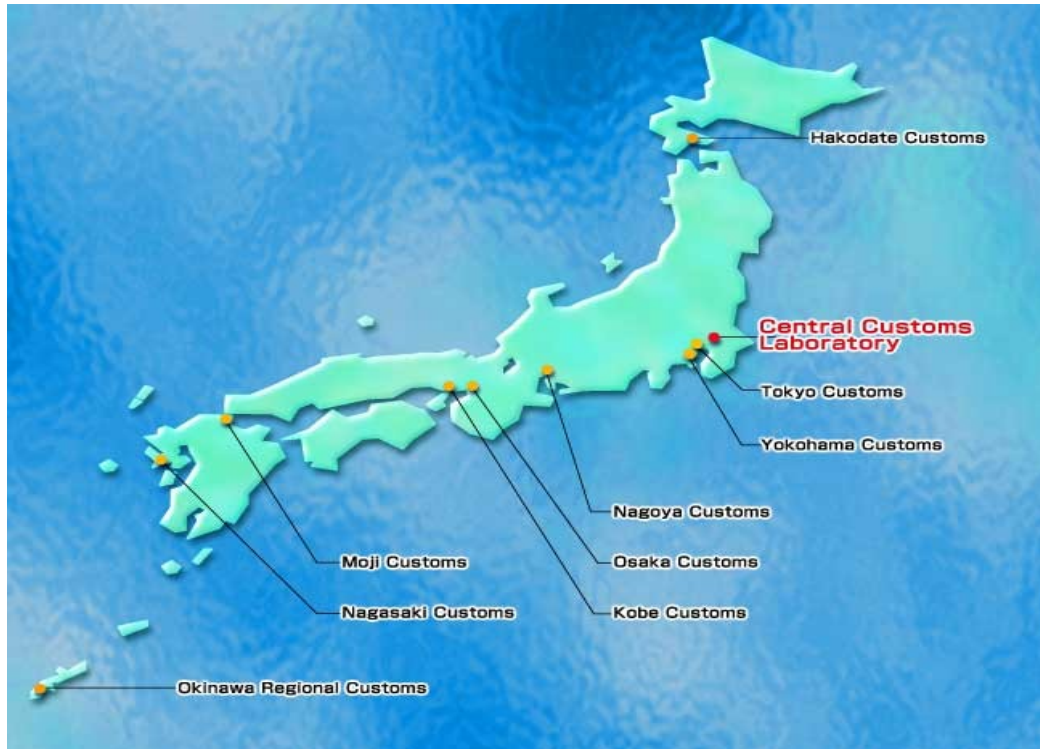 Hakodate Customs
Central Customs
Laboratory
Tokyo Customs
Yokohama Customs
Nagoya Customs
Moji Customs
Osaka Customs
Nagasaki Customs
Kobe Customs
Okinawa Regional Customs